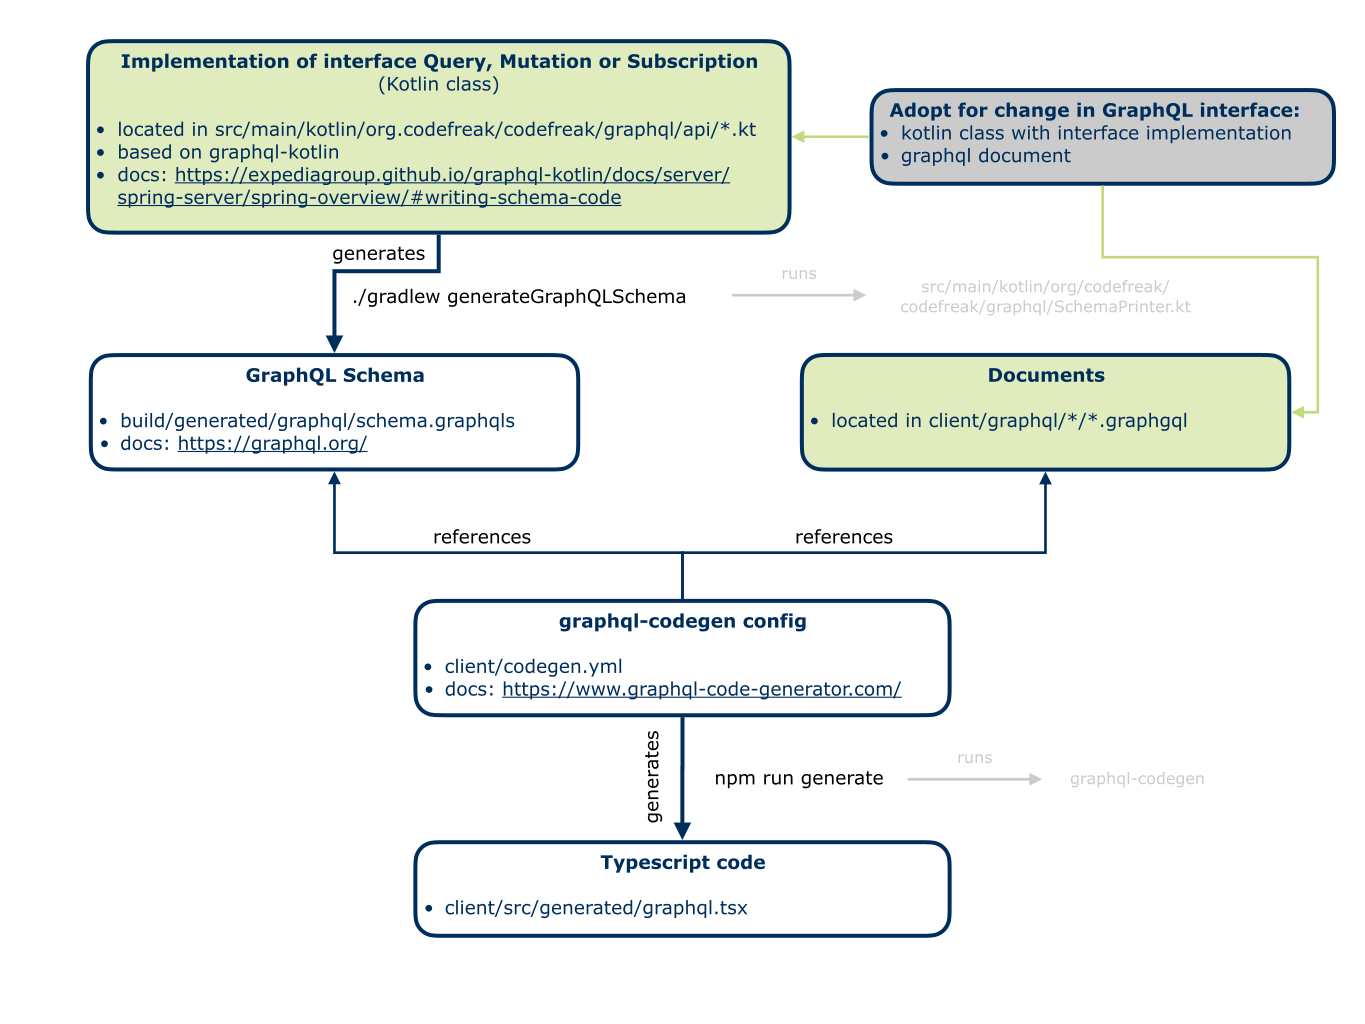 Implementation of interface Query, Mutation or Subscription
(Kotlin class)
• located in src/main/kotlin/org.codefreak/codefreak/graphql/api/*.kt
• based on graphql-kotlin
• docs: https://expediagroup.github.io/graphql-kotlin/docs/server/
spring-server/spring-overview/#writing-schema-code
Adopt for change in GraphQL interface:
• kotlin class with interface implementation
• graphql document
generates
./gradlew generateGraphQLSchema
runs
src/main/kotlin/org/codefreak/
codefreak/graphql/SchemaPrinter.kt
GraphQL Schema
• build/generated/graphql/schema.graphqls
• docs: https://graphql.org/
Documents
• located in client/graphql/*/*.graphgql
references
references
graphql-codegen config
• client/codegen.yml
• docs: https://www.graphql-code-generator.com/
generates
npm run generate
runs
graphql-codegen
Typescript code
• client/src/generated/graphql.tsx